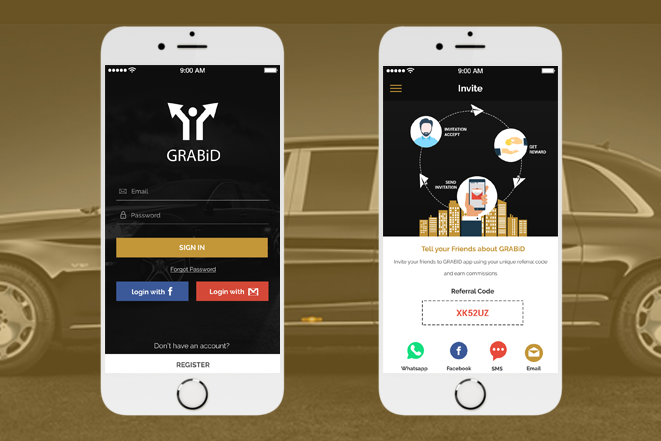 9:00 AM
GRABiD
Email
Password
SIGN IN
Forgot Password
login with f
Login with M
Don't have an account?
REGISTER
9:00 AM
Invite
INVITATION
ACCEPT
GET
REWARD
SEND
INVITATION
Tell your Friends about GRABiD
Invite your friends to GRABiD app using your unique referral code
and earn commissions
Referral Code
XK52UZ
Whatsapp
Facebook
SMS
Email